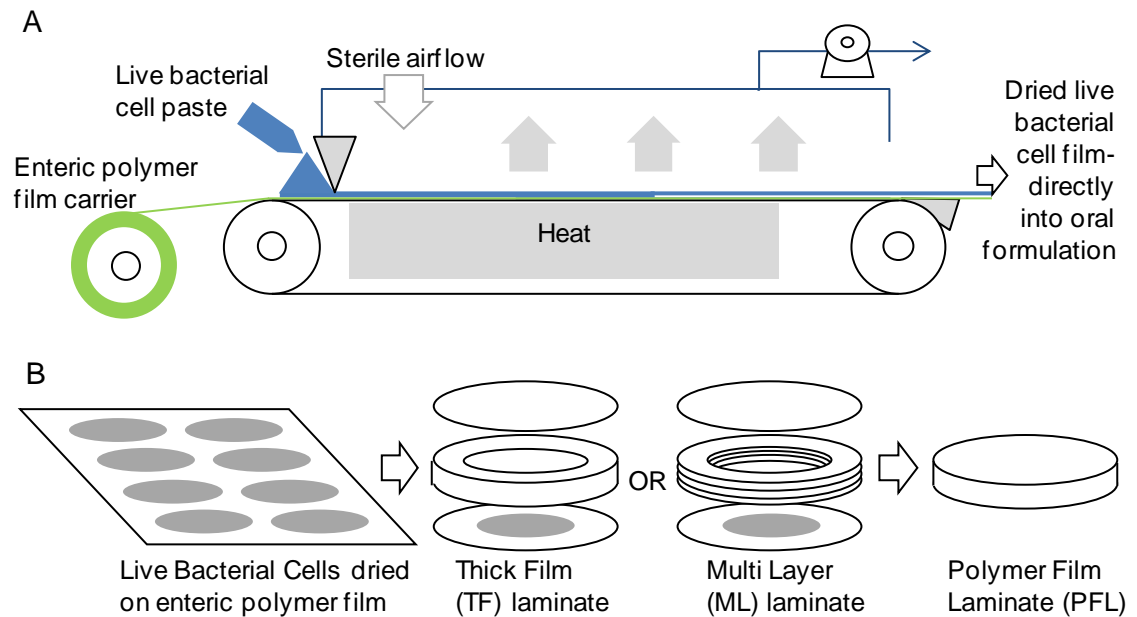 A
Sterile airflow
Live bacterial
cell paste
Enteric polymer
film carrier
Heat
Dried live
bacterial
cell film-
directly
into oral
formulation
B
OR
Live Bacterial Cells dried
on enteric polymer film
Thick Film
(TF) laminate
Multi Layer
(ML) laminate
Polymer Film
Laminate (PFL)